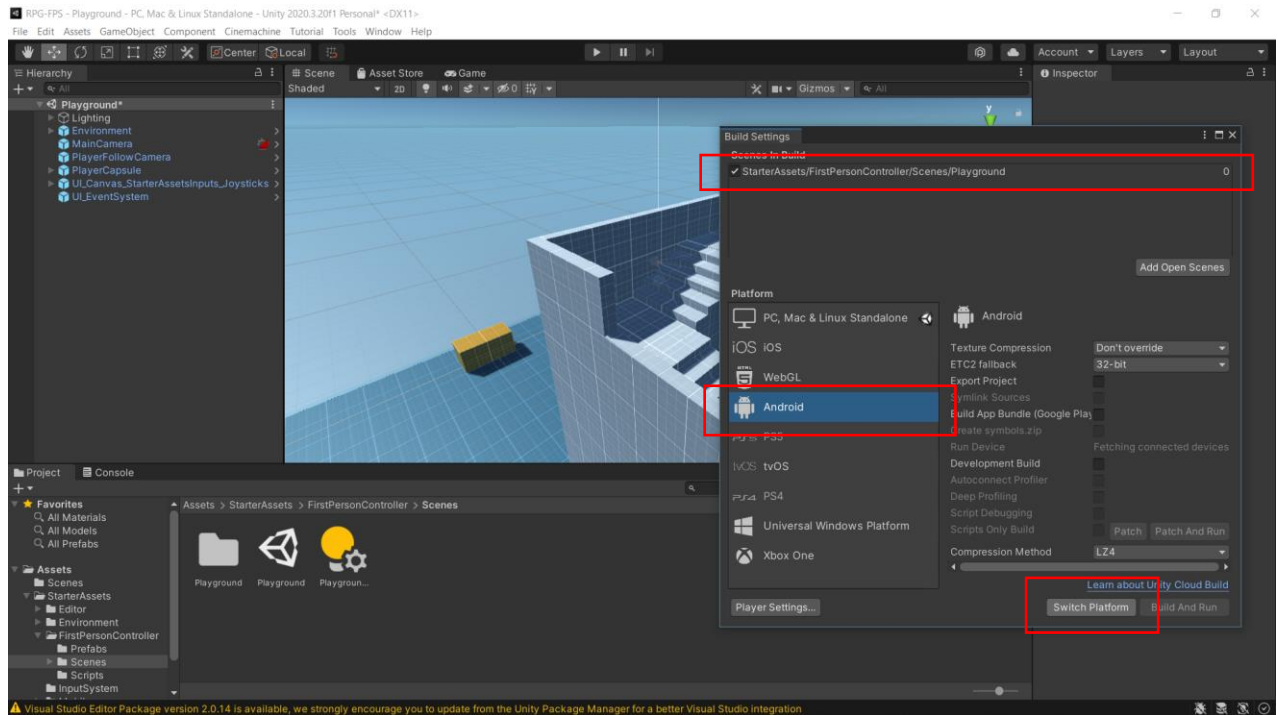 RPG-FPS - Playground - PC, Mac & Linux Standalone - Unity 2020.3.20f1 Personal* <DX11>
File Edit Assets GameObject Component Cinemachine Tutorial Tools Window Help
Center Local
Account Layers Layout
Hierarchy
All
Playground*
Lighting
Environment
MainCamera
PlayerFollowCamera
PlayerCapsule
UI_Canvas_StarterAssetsInputs_Joysticks
UI_EventSystem
Scene Asset Store Game
Shaded 2D 0 Gizmos All
y
Inspector
Build Settings
Scenes In Build
StarterAssets/FirstPersonController/Scenes/Playground 0
Add Open Scenes
Platform
PC, Mac & Linux Standalone
iOS iOS
HTML 5 WebGL
Android
PS5 PS5
tvOS tvOS
PS4 PS4
Universal Windows Platform
Xbox One
Android
Texture Compression Don't override
ETC2 fallback 32-bit
Export Project
Symlink Sources
Build App Bundle (Google Play
Create symbols.zip
Run Device Fetching connected devices
Development Build
Autoconnect Profiler
Deep Profiling
Script Debugging
Scripts Only Build Patch Patch And Run
Compression Method LZ4
Learn about Unity Cloud Build
Player Settings... Switch Platform Build And Run
Project Console
Favorites
All Materials
All Models
All Prefabs
Assets
Scenes
StarterAssets
Editor
Environment
FirstPersonController
Prefabs
Scenes
Scripts
InputSystem
Assets > StarterAssets > FirstPersonController > Scenes
Playground Playground Playgroun...
Visual Studio Editor Package version 2.0.14 is available, we strongly encourage you to update from the Unity Package Manager for a better Visual Studio integration